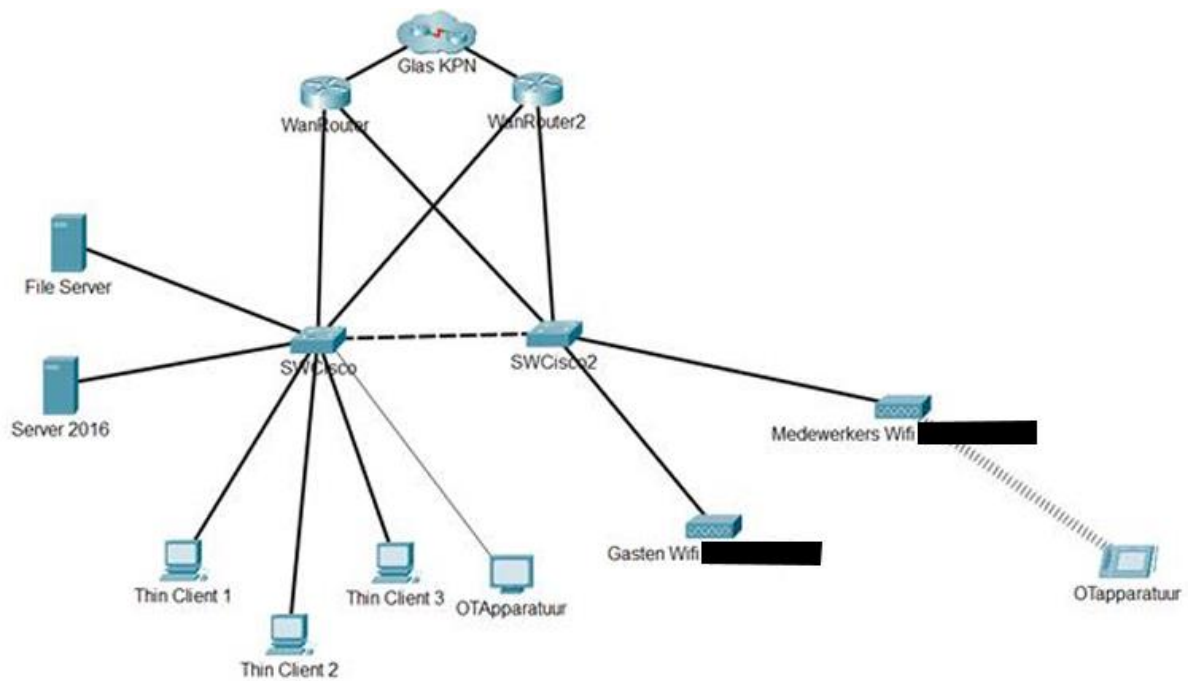 Glas KPN
WanRouter
WanRouter2
File Server
SWCisco
SWCisco2
Server 2016
Medewerkers Wifi
Gasten Wifi
Thin Client 1
Thin Client 3
OTApparatuur
OTapparatuur
Thin Client 2